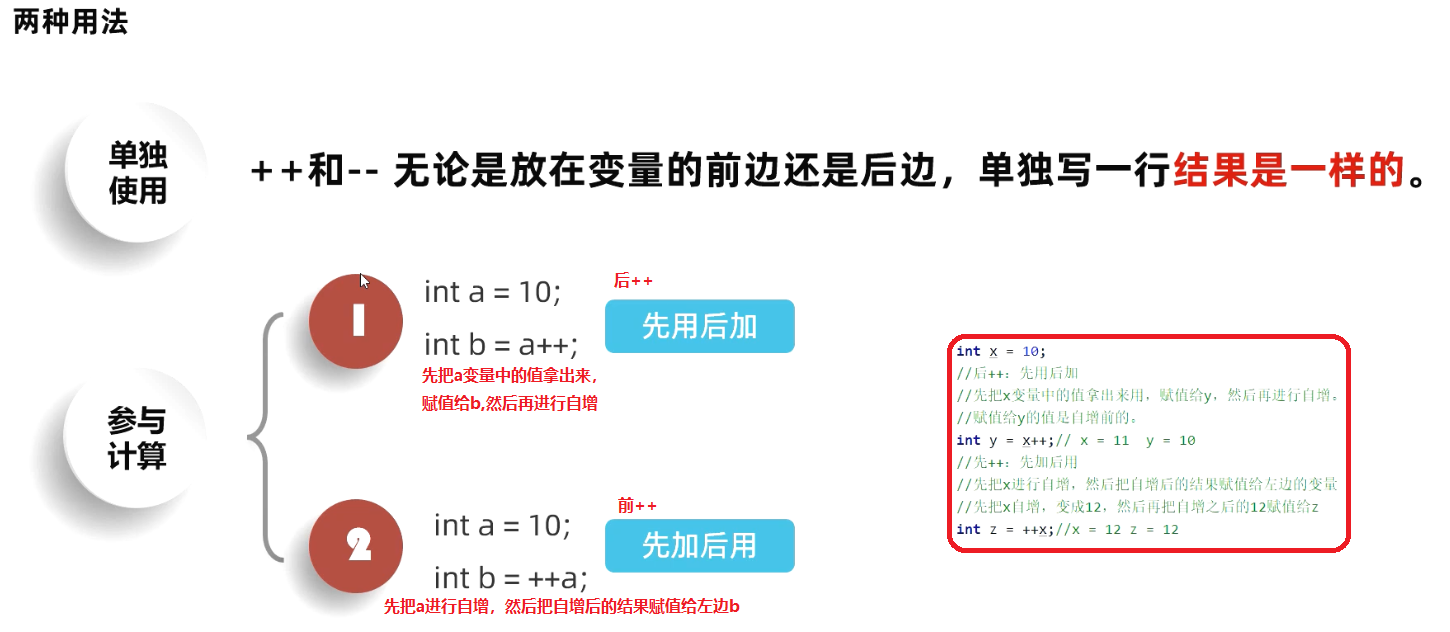 两种用法
单独
使用
++和-- 无论是放在变量的前边还是后边，单独写一行结果是一样的。
参与
计算
1
int a = 10;
int b = a++;
后++
先用后加
先把a变量中的值拿出来，
赋值给b,然后再进行自增
2
int a = 10;
int b = ++a;
前++
先加后用
先把a进行自增，然后把自增后的结果赋值给左边b
int x = 10;
//后++：先用后加
//先把x变量中的值拿出来用，赋值给y，然后再进行自增。
//赋值给y的值是自增前的。
int y = x++;// x = 11  y = 10
//先++：先加后用
//先把x进行自增，然后把自增后的结果赋值给左边的变量
//先把x自增，变成12，然后再把自增之后的12赋值给z
int z = ++x;//x = 12 z = 12